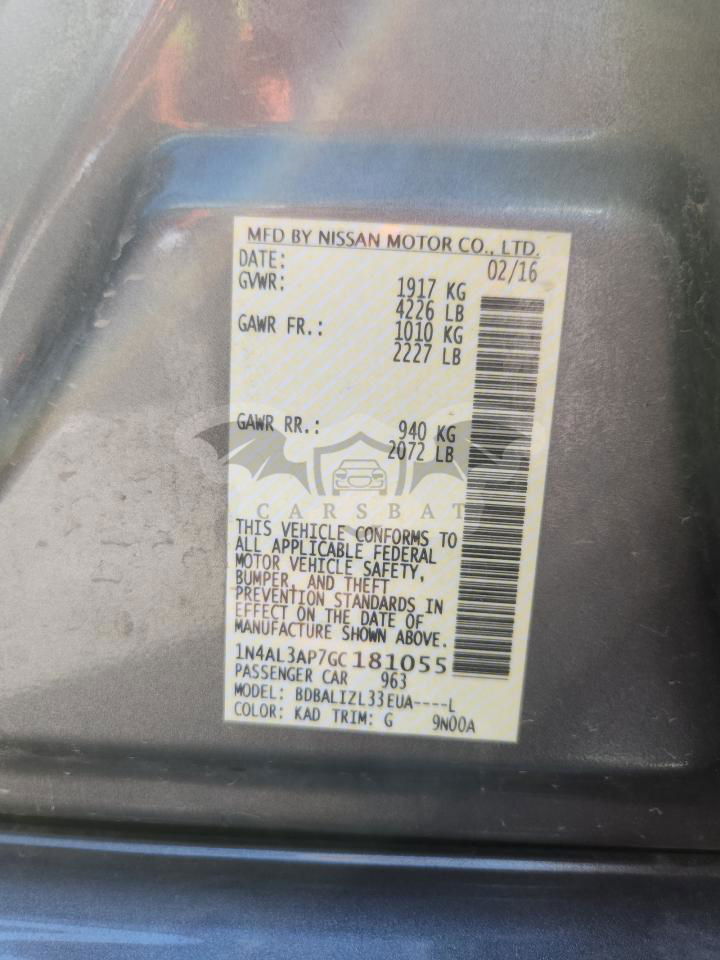 MFD BY NISSAN MOTOR CO., LTD.
DATE: 02/16
GVWR: 1917 KG
4226 LB
GAWR FR.: 1010 KG
2227 LB
GAWR RR.: 940 KG
2072 LB
CARSBAT
THIS VEHICLE CONFORMS TO
ALL APPLICABLE FEDERAL
MOTOR VEHICLE SAFETY,
BUMPER, AND THEFT
PREVENTION STANDARDS IN
EFFECT ON THE DATE OF
MANUFACTURE SHOWN ABOVE.
1N4AL3AP7GC181055
PASSENGER CAR 963
MODEL: BDBALIZL33EUA----L
COLOR: KAD TRIM: G 9N00A